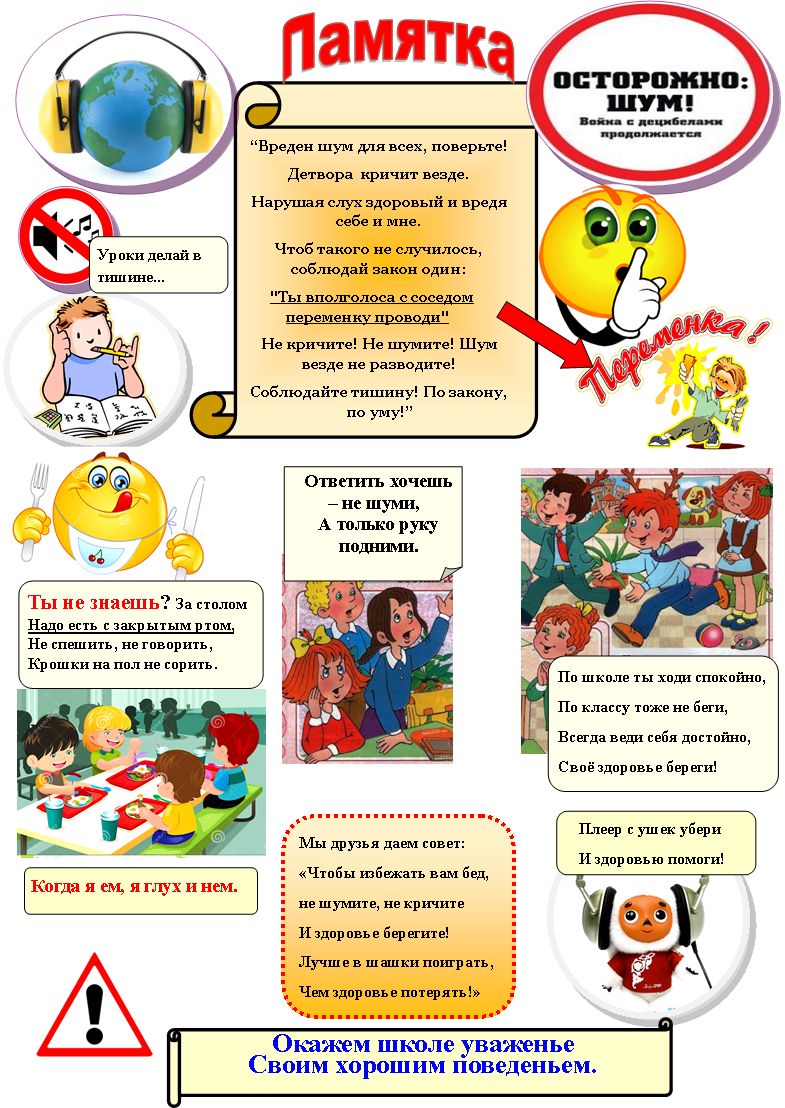 Памятка
ОСТОРОЖНО:
ШУМ!
Война с децибелами
продолжается
“Вреден шум для всех, поверьте!
Детвора кричит везде.
Нарушая слух здоровый и вредя
себе и мне.
Чтоб такого не случилось,
соблюдай закон один:
"Ты вполголоса с соседом
переменку проводи"
Не кричите! Не шумите! Шум
везде не разводите!
Соблюдайте тишину! По закону,
по уму!”
Уроки делай в
тишине...
Переменка !
Ответить хочешь
– не шуми,
А только руку
подними.
Ты не знаешь? За столом
Надо есть с закрытым ртом,
Не спешить, не говорить,
Крошки на пол не сорить.
По школе ты ходи спокойно,
По классу тоже не беги,
Всегда веди себя достойно,
Своё здоровье береги!
Когда я ем, я глух и нем.
Мы друзья даем совет:
«Чтобы избежать вам бед,
не шумите, не кричите
И здоровье берегите!
Лучше в шашки поиграть,
Чем здоровье потерять!»
Плеер с ушек убери
И здоровью помоги!
Окажем школе уваженье
Своим хорошим поведеньем.